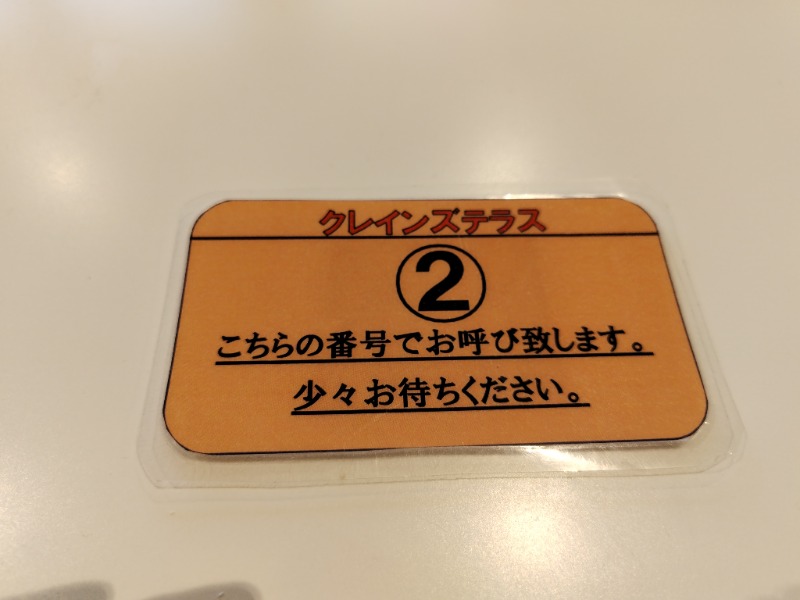 クレインズテラス
②
こちらの番号でお呼び致します。
少々お待ちください。